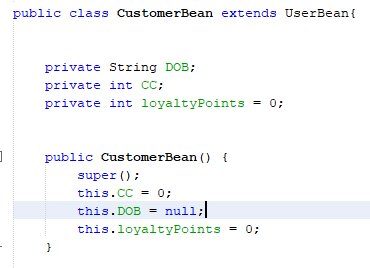 public class CustomerBean extends UserBean{
private String DOB;
private int CC;
private int loyaltyPoints = 0;
public CustomerBean() {
super();
this.CC = 0;
this.DOB = null;
this.loyaltyPoints = 0;
}